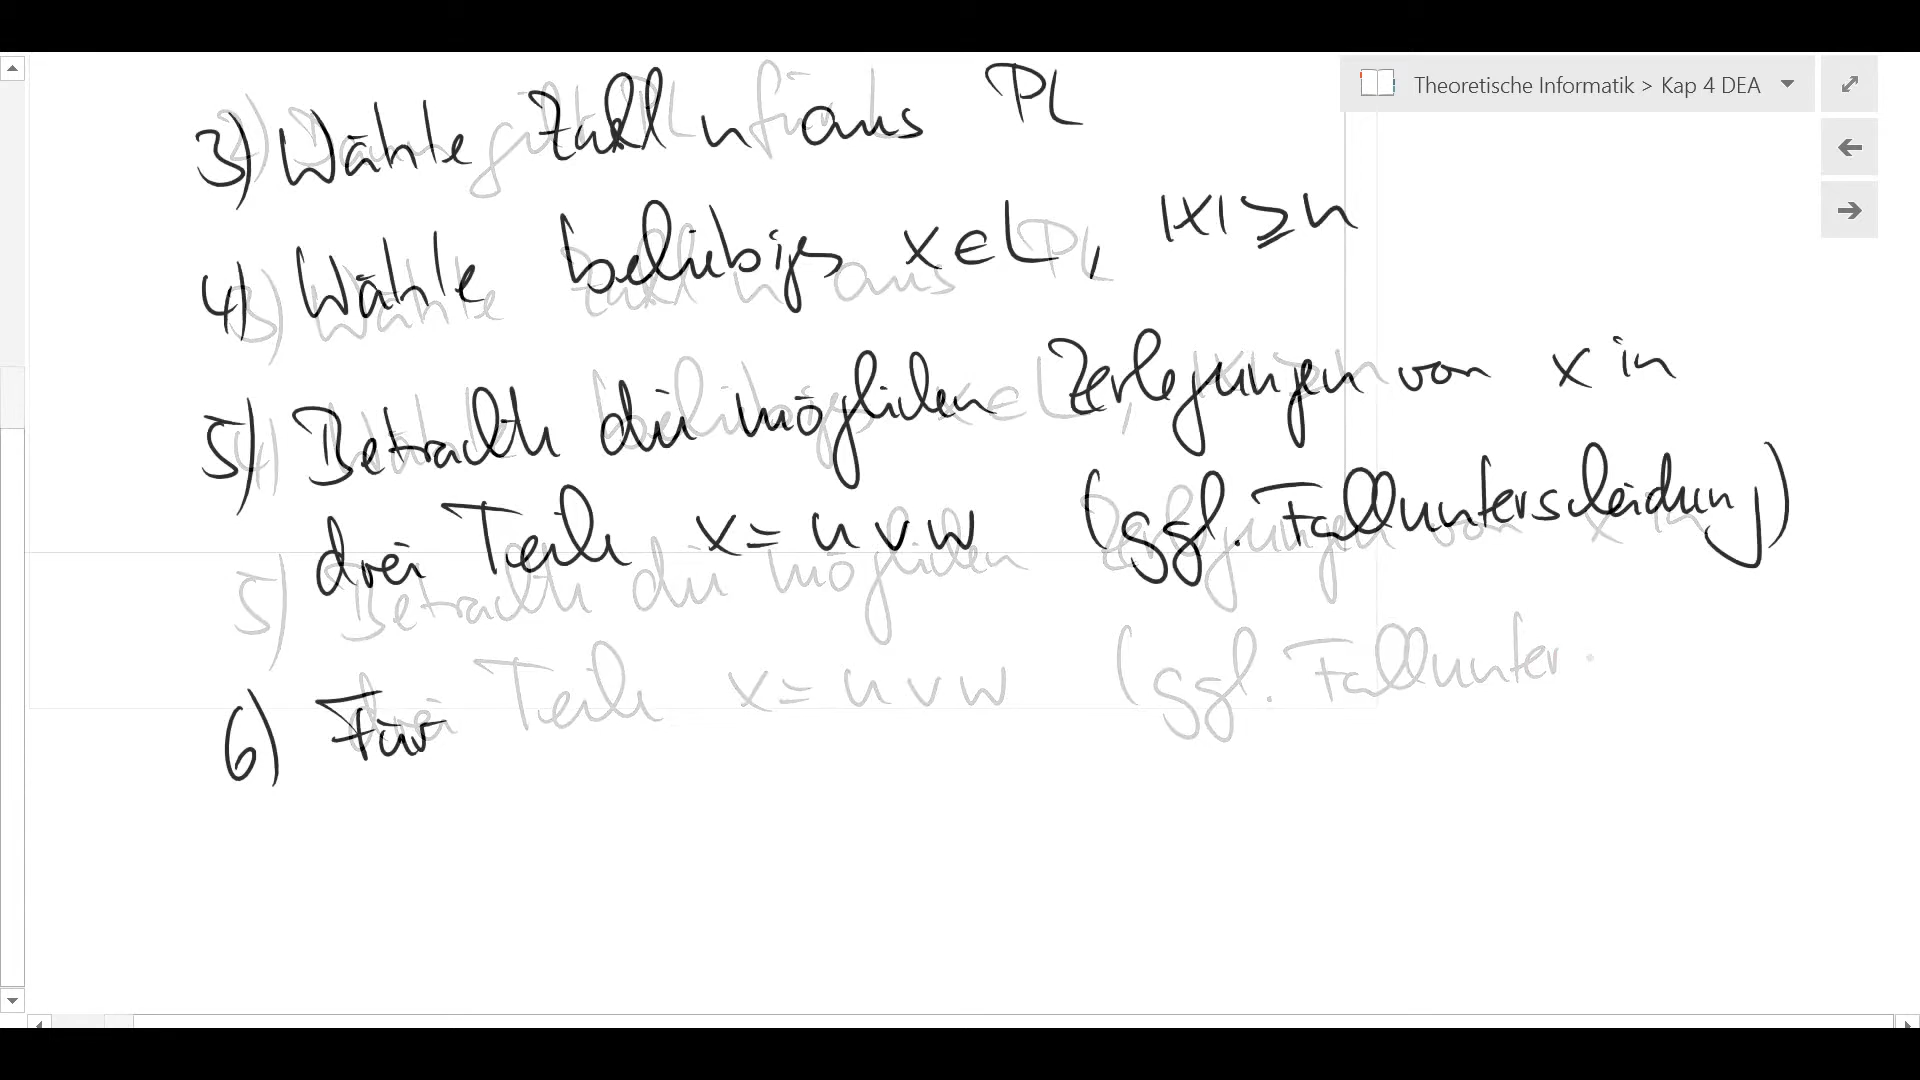 Theoretische Informatik > Kap 4 DEA
3) Wähle Zahl n aus PL
4) Wähle beliebiges x ∈ L, |x| ≥ n
5) Betrachte die möglichen Zerlegungen von x in
drei Teile x = u v w (ggf. Fallunterscheidung)
6) Für